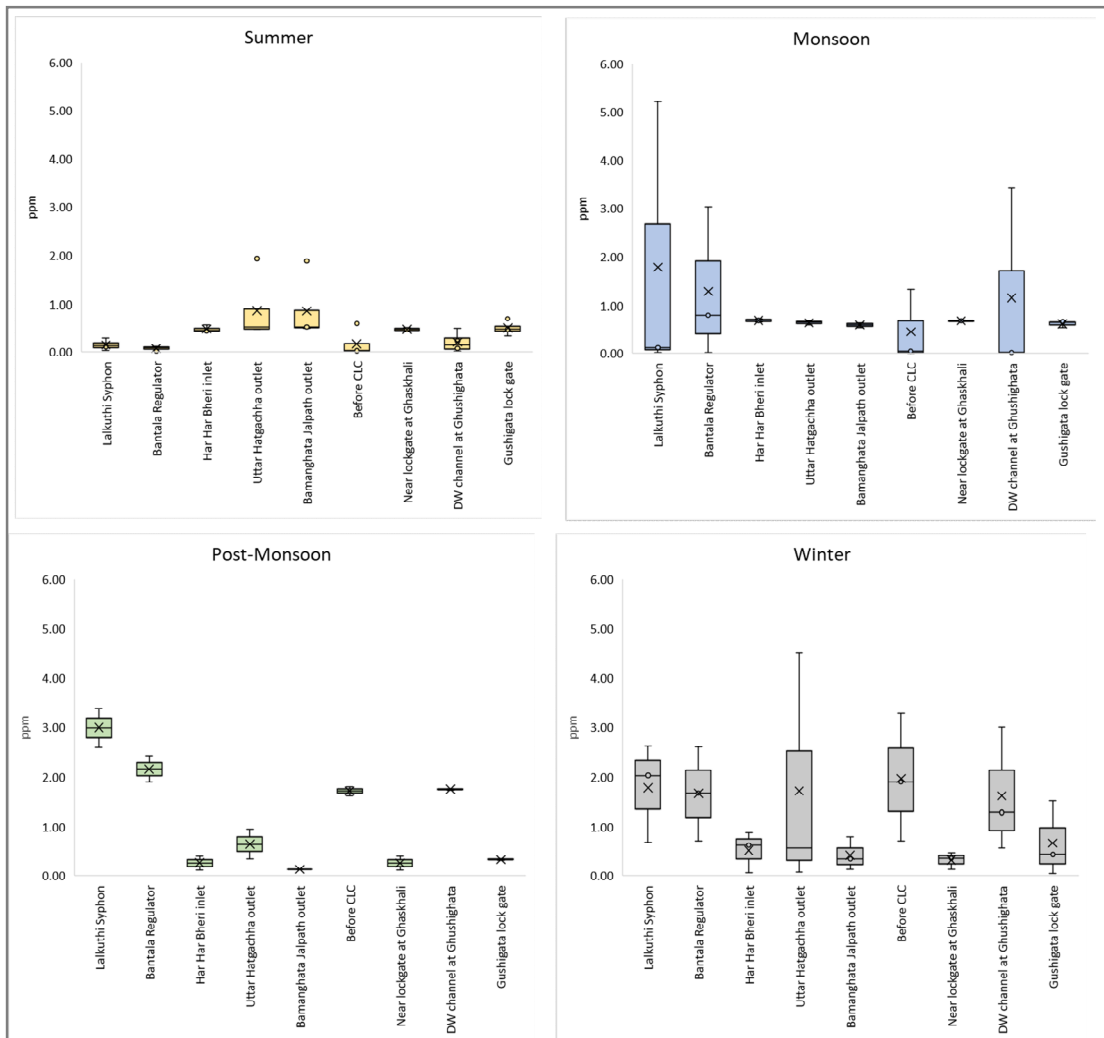 Summer
6.00
5.00
4.00
3.00
2.00
1.00
0.00
ppm
Lalkuthi Syphon
Bantala Regulator
Har Har Bheri inlet
Uttar Hatgachha outlet
Bamanghata Jalpath outlet
Before CLC
Near lockgate at Ghaskhali
DW channel at Ghushighata
Gushigata lock gate
Monsoon
6.00
5.00
4.00
3.00
2.00
1.00
0.00
ppm
Lalkuthi Syphon
Bantala Regulator
Har Har Bheri inlet
Uttar Hatgachha outlet
Bamanghata Jalpath outlet
Before CLC
Near lockgate at Ghaskhali
DW channel at Ghushighata
Gushigata lock gate
Post-Monsoon
6.00
5.00
4.00
3.00
2.00
1.00
0.00
ppm
Lalkuthi Syphon
Bantala Regulator
Har Har Bheri inlet
Uttar Hatgachha outlet
Bamanghata Jalpath outlet
Before CLC
Near lockgate at Ghaskhali
DW channel at Ghushighata
Gushigata lock gate
Winter
6.00
5.00
4.00
3.00
2.00
1.00
0.00
ppm
Lalkuthi Syphon
Bantala Regulator
Har Har Bheri inlet
Uttar Hatgachha outlet
Bamanghata Jalpath outlet
Before CLC
Near lockgate at Ghaskhali
DW channel at Ghushighata
Gushigata lock gate